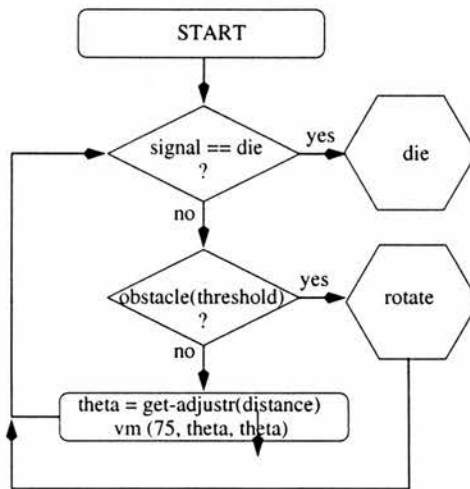 START
signal == die
?
yes
die
no
obstacle(threshold)
?
yes
rotate
no
theta = get-adjustr(distance)
vm (75, theta, theta)